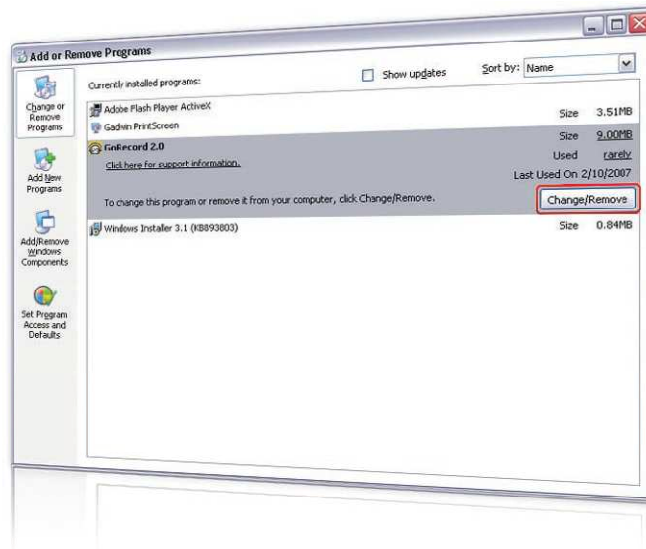 Add or Remove Programs
Change or
Remove
Programs
Add New
Programs
Add/Remove
Windows
Components
Set Program
Access and
Defaults
Currently installed programs:
Show updates
Sort by: Name
Adobe Flash Player ActiveX
Size 3.51MB
Gadwin PrintScreen
GoRecord 2.0
Size 9.00MB
Click here for support information.
Used rarely
Last Used On 2/10/2007
To change this program or remove it from your computer, click Change/Remove.
Change/Remove
Windows Installer 3.1 (KB893803)
Size 0.84MB